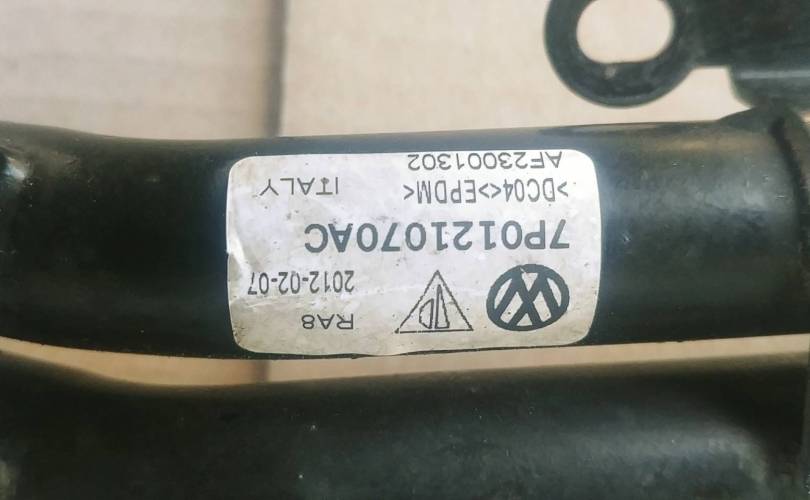 RA8
2012-02-07
7P0121070AC
>DC04<>EPDM<
ITALY
AF23001302